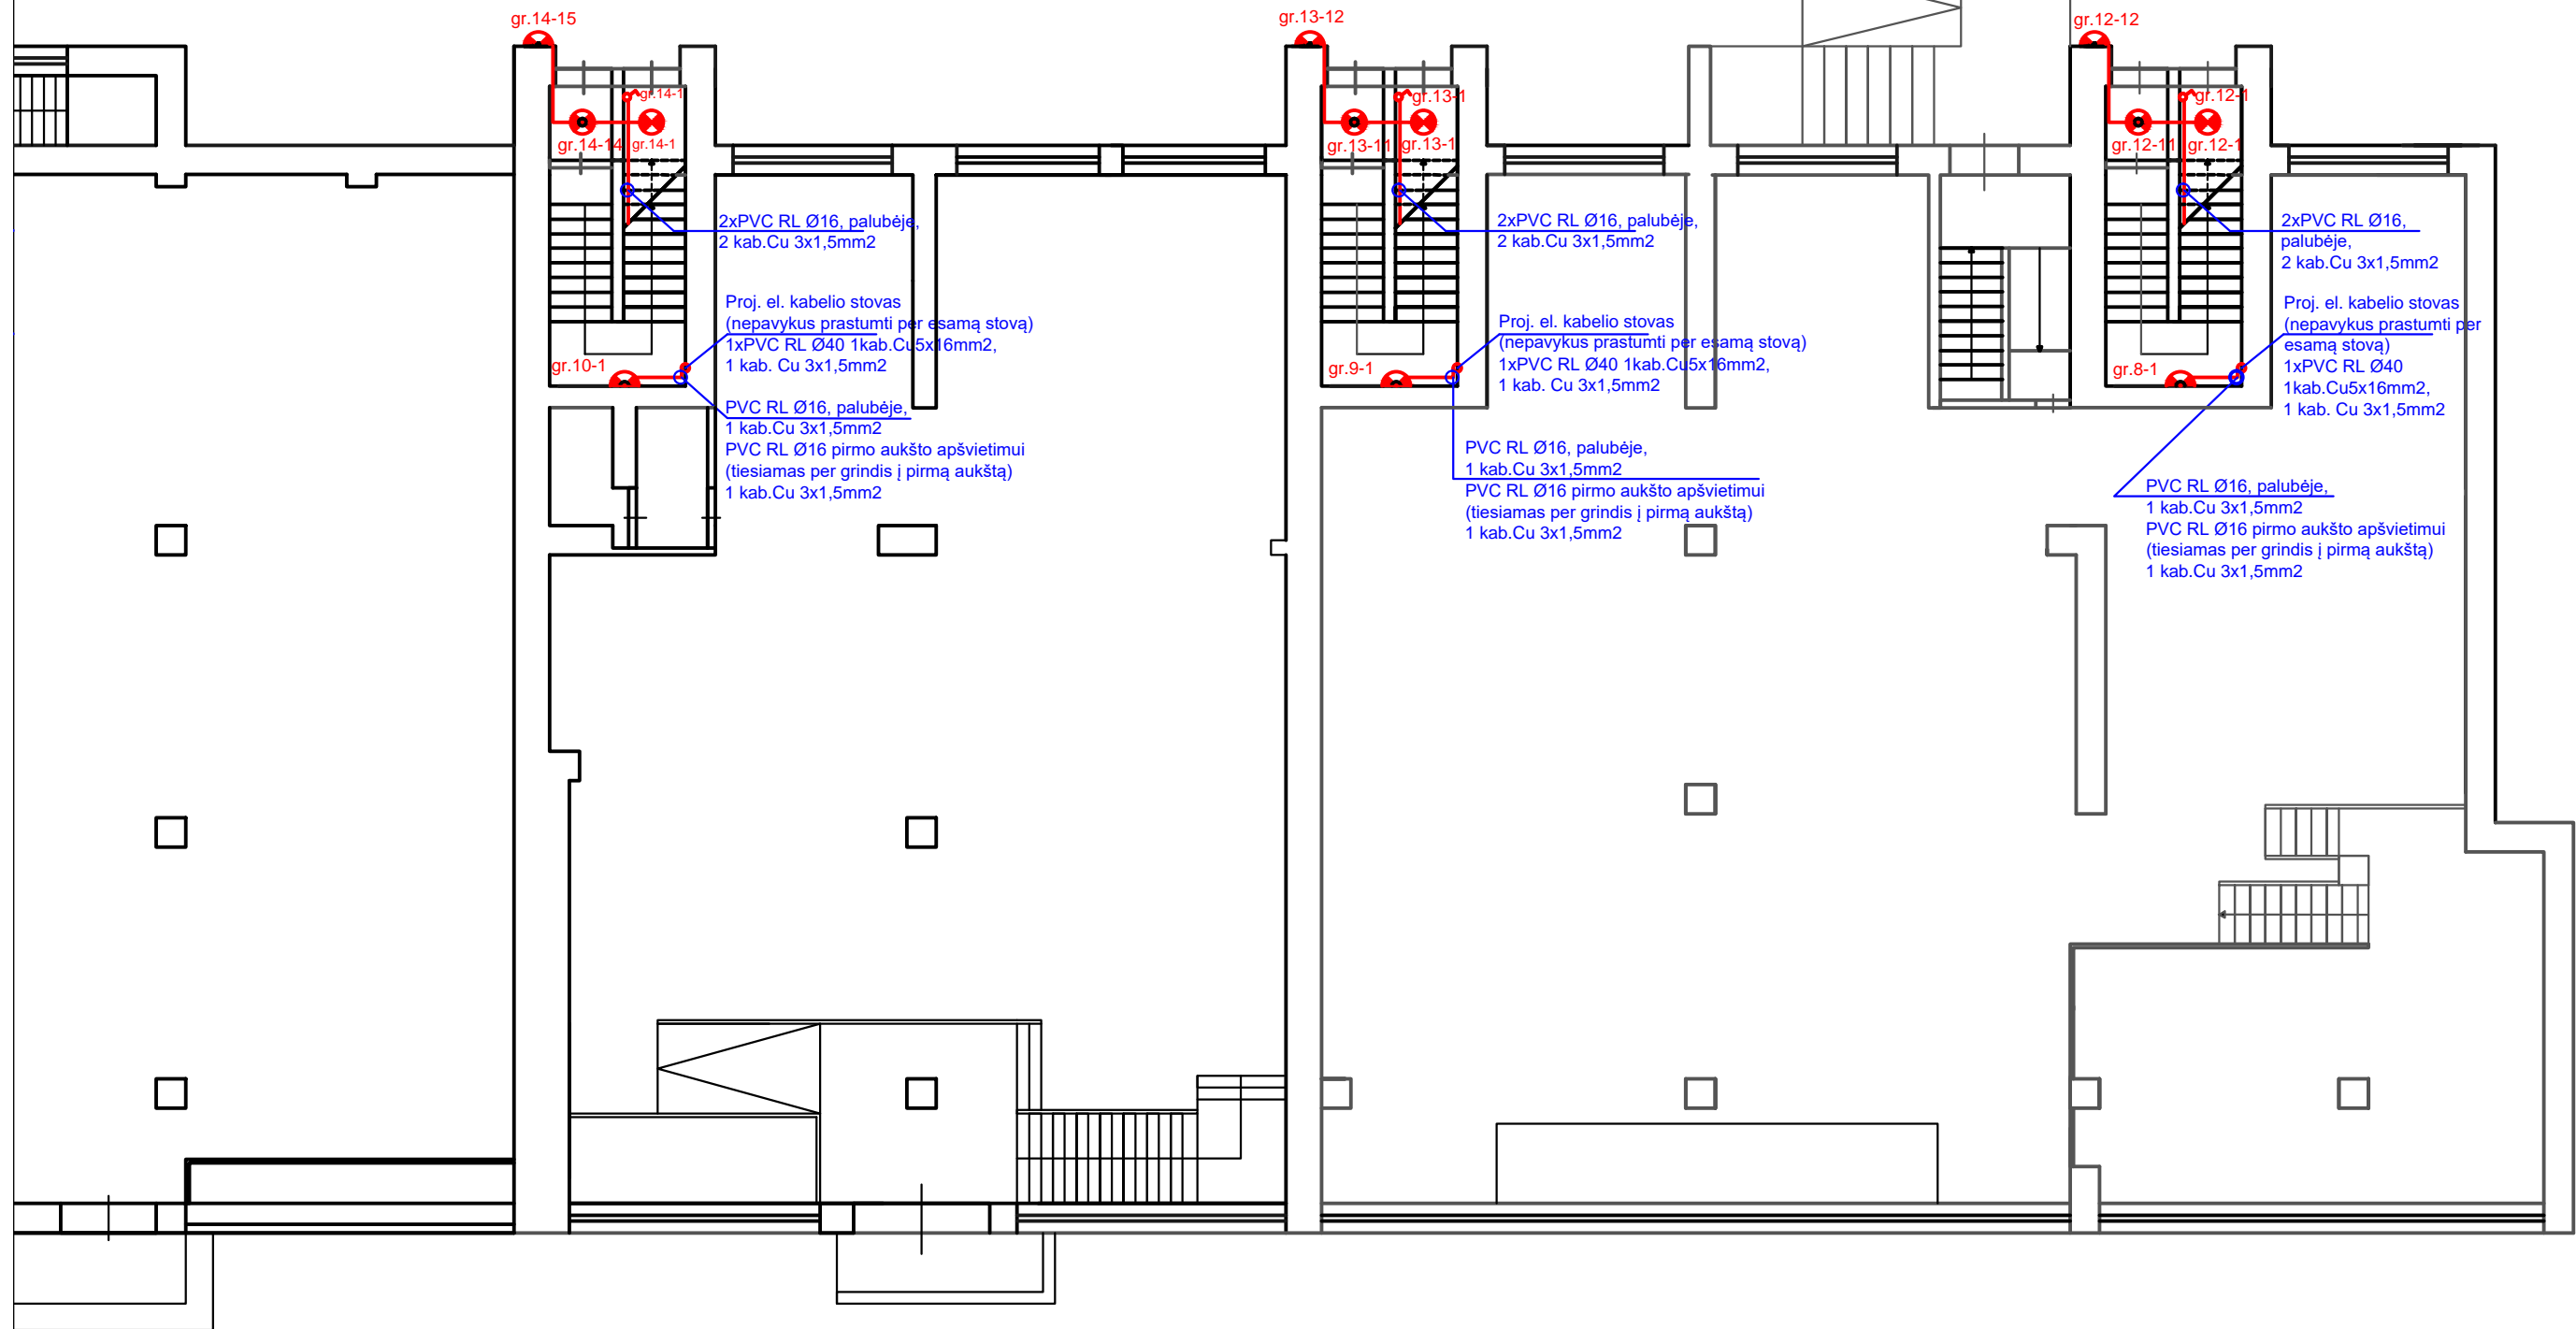 gr.14-15
gr.14-1
gr.14-14
gr.14-1
2xPVC RL Ø16, palubėje,
2 kab.Cu 3x1,5mm2
Proj. el. kabelio stovas
(nepavykus prastumti per esamą stovą)
1xPVC RL Ø40 1kab.Cu5x16mm2,
1 kab. Cu 3x1,5mm2
gr.10-1
PVC RL Ø16, palubėje,
1 kab.Cu 3x1,5mm2
PVC RL Ø16 pirmo aukšto apšvietimui
(tiesiamas per grindis į pirmą aukštą)
1 kab.Cu 3x1,5mm2
gr.13-12
gr.13-1
gr.13-11
gr.13-1
2xPVC RL Ø16, palubėje,
2 kab.Cu 3x1,5mm2
Proj. el. kabelio stovas
(nepavykus prastumti per esamą stovą)
1xPVC RL Ø40 1kab.Cu5x16mm2,
1 kab. Cu 3x1,5mm2
gr.9-1
PVC RL Ø16, palubėje,
1 kab.Cu 3x1,5mm2
PVC RL Ø16 pirmo aukšto apšvietimui
(tiesiamas per grindis į pirmą aukštą)
1 kab.Cu 3x1,5mm2
gr.12-12
gr.12-1
gr.12-11
gr.12-1
2xPVC RL Ø16,
palubėje,
2 kab.Cu 3x1,5mm2
Proj. el. kabelio stovas
(nepavykus prastumti per
esamą stovą)
1xPVC RL Ø40
1kab.Cu5x16mm2,
1 kab. Cu 3x1,5mm2
gr.8-1
PVC RL Ø16, palubėje,
1 kab.Cu 3x1,5mm2
PVC RL Ø16 pirmo aukšto apšvietimui
(tiesiamas per grindis į pirmą aukštą)
1 kab.Cu 3x1,5mm2